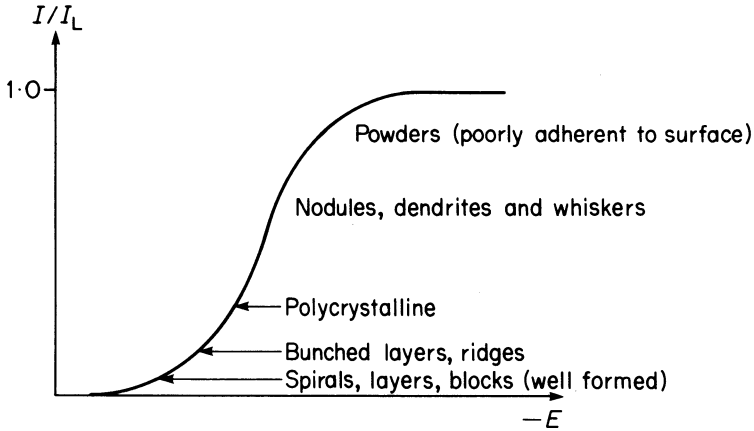 I/I_L
1·0
Powders (poorly adherent to surface)
Nodules, dendrites and whiskers
Polycrystalline
Bunched layers, ridges
Spirals, layers, blocks (well formed)
—E